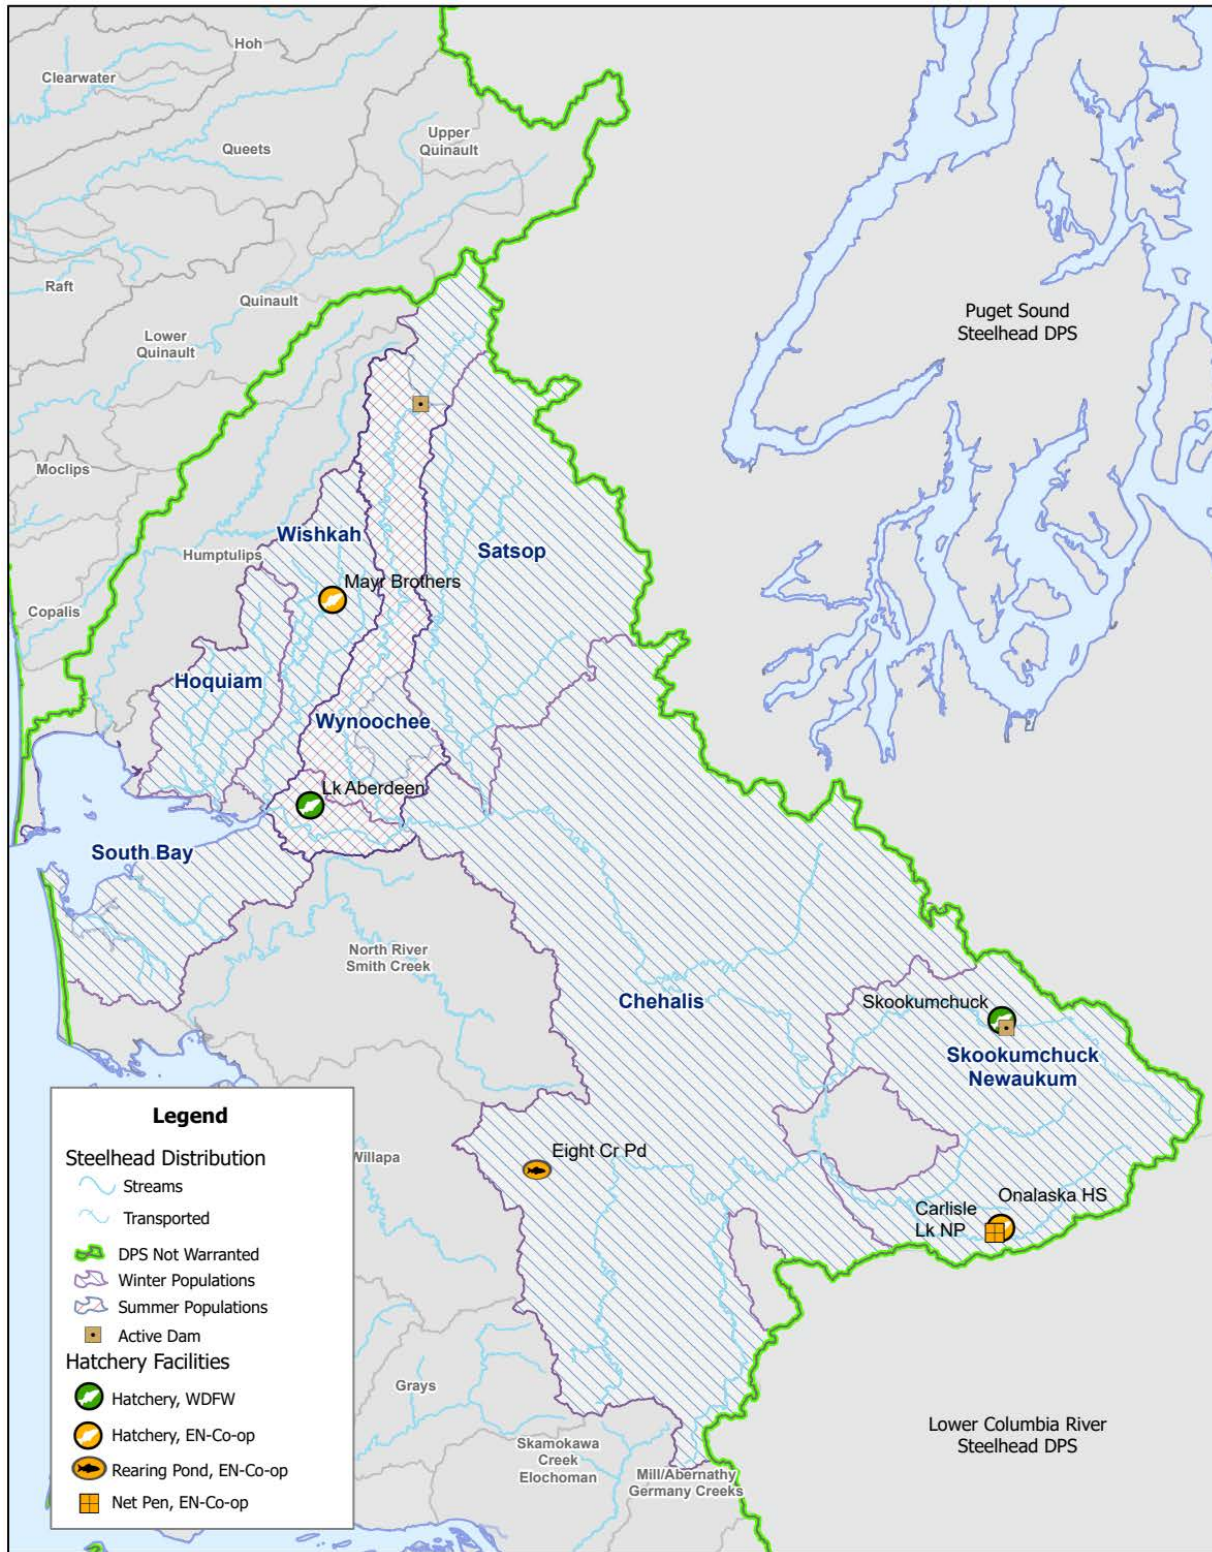 Hoh
Clearwater
Upper
Quinault
Queets
Raft
Quinault
Puget Sound
Steelhead DPS
Lower
Quinault
Moclips
Wishkah
Satsop
Humptulips
Mayr Brothers
Copalis
Hoquiam
Wynoochee
Lk Aberdeen
South Bay
North River
Smith Creek
Chehalis
Skookumchuck
Skookumchuck
Newaukum
Eight Cr Pd
Willapa
Onalaska HS
Carlisle
Lk NP
Legend
Steelhead Distribution
Streams
Transported
DPS Not Warranted
Winter Populations
Summer Populations
Active Dam
Hatchery Facilities
Hatchery, WDFW
Hatchery, EN-Co-op
Rearing Pond, EN-Co-op
Net Pen, EN-Co-op
Grays
Skamokawa
Creek
Elochoman
Mill/Abernathy
Germany Creeks
Lower Columbia River
Steelhead DPS